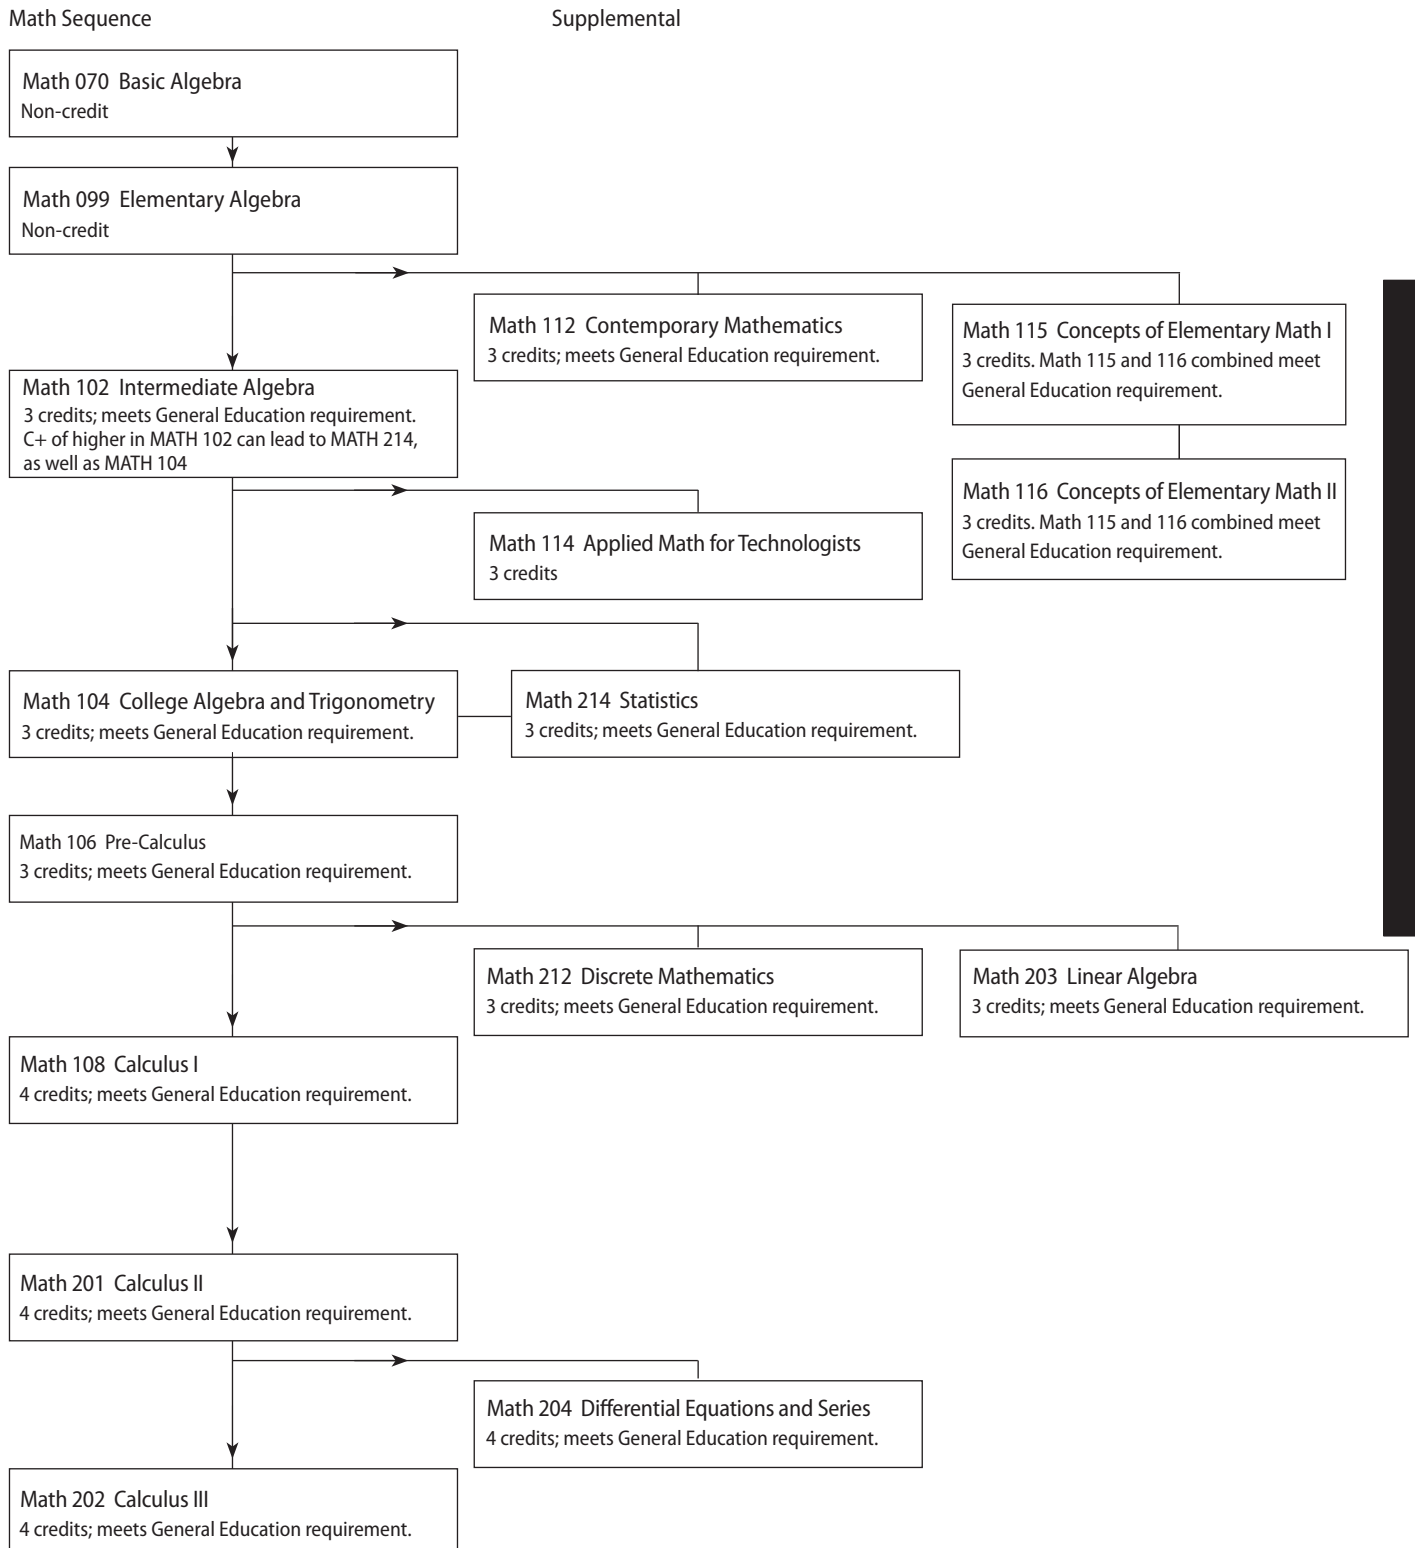 Math Sequence
Supplemental
Math 070 Basic Algebra
Non-credit
Math 099 Elementary Algebra
Non-credit
Math 112 Contemporary Mathematics
3 credits; meets General Education requirement.
Math 115 Concepts of Elementary Math I
3 credits. Math 115 and 116 combined meet
General Education requirement.
Math 102 Intermediate Algebra
3 credits; meets General Education requirement.
C+ of higher in MATH 102 can lead to MATH 214,
as well as MATH 104
Math 116 Concepts of Elementary Math II
3 credits. Math 115 and 116 combined meet
General Education requirement.
Math 114 Applied Math for Technologists
3 credits
Math 104 College Algebra and Trigonometry
3 credits; meets General Education requirement.
Math 214 Statistics
3 credits; meets General Education requirement.
Math 106 Pre-Calculus
3 credits; meets General Education requirement.
Math 212 Discrete Mathematics
3 credits; meets General Education requirement.
Math 203 Linear Algebra
3 credits; meets General Education requirement.
Math 108 Calculus I
4 credits; meets General Education requirement.
Math 201 Calculus II
4 credits; meets General Education requirement.
Math 204 Differential Equations and Series
4 credits; meets General Education requirement.
Math 202 Calculus III
4 credits; meets General Education requirement.